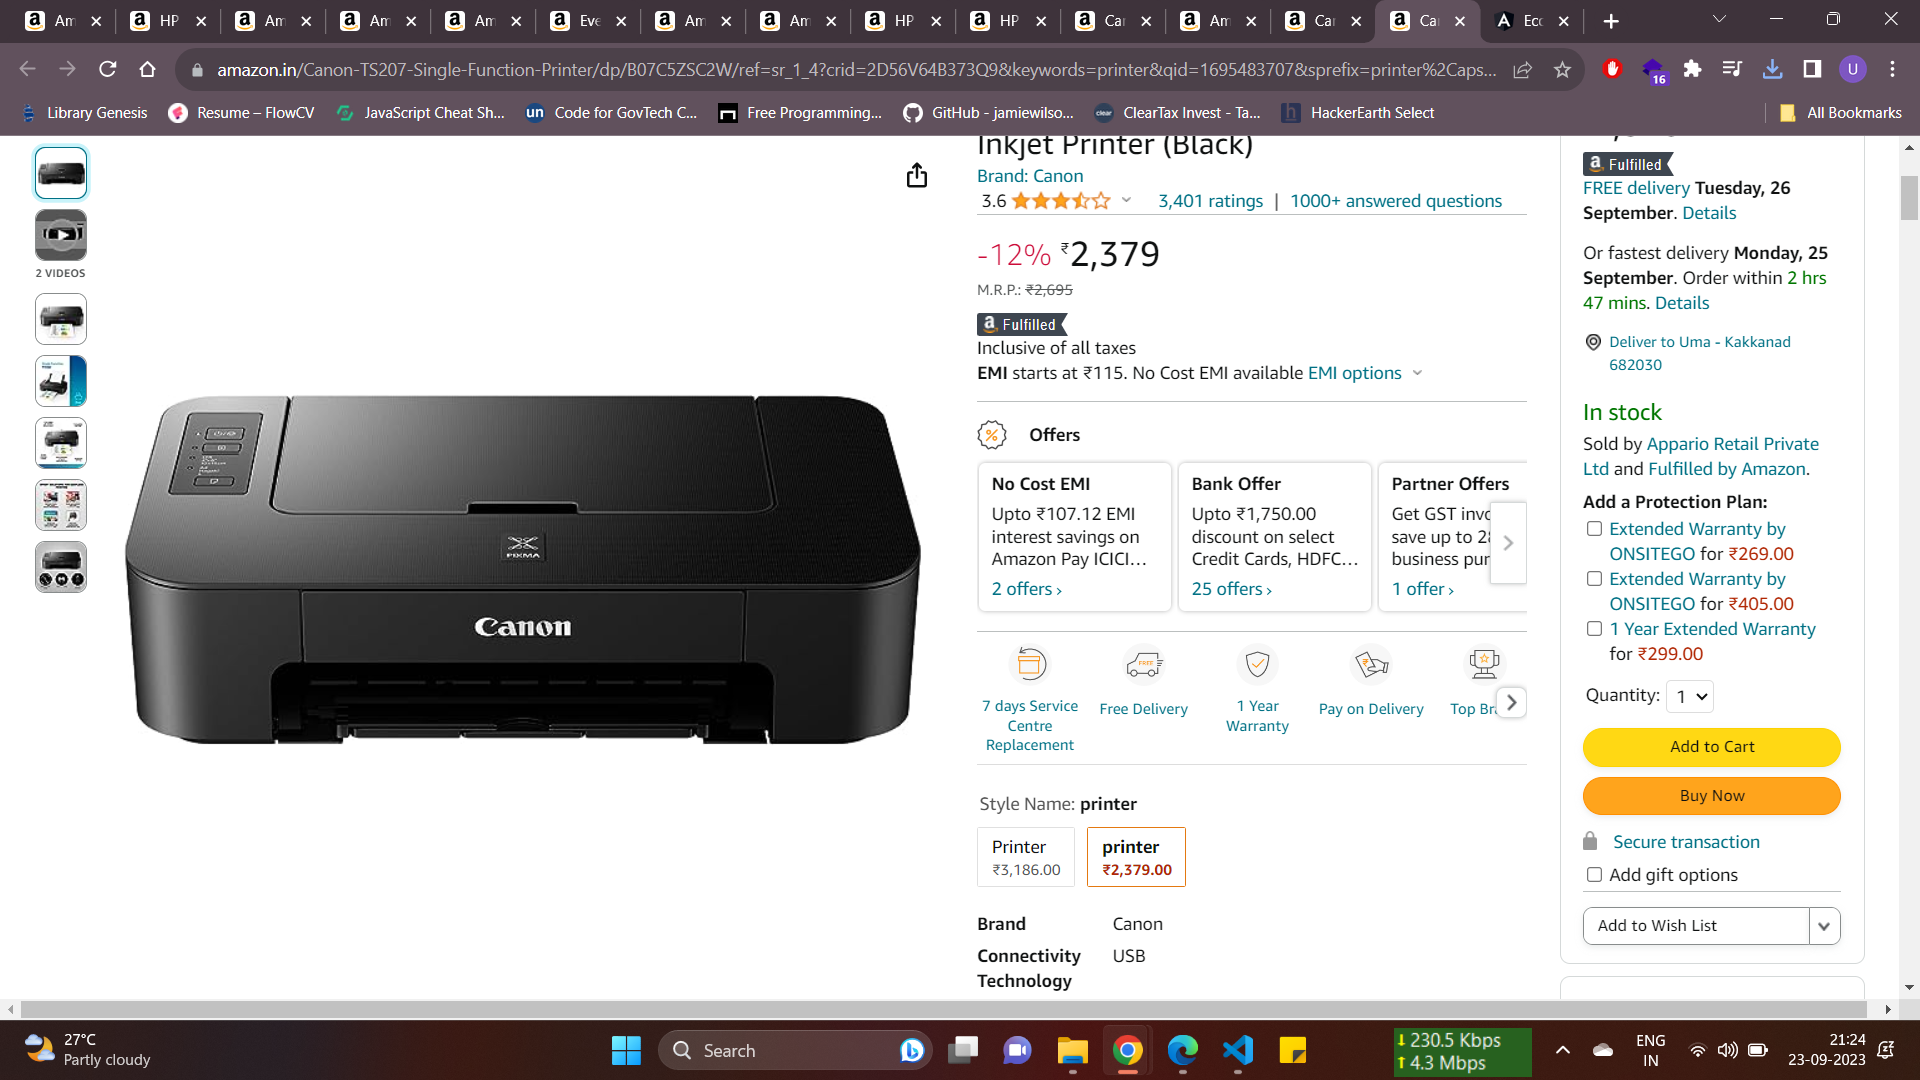 Am
HP
Am
Am
Am
Eve
Am
Am
HP
HP
Car
Am
Car
Ca
Ecc
amazon.in/Canon-TS207-Single-Function-Printer/dp/B07C5ZSC2W/ref=sr_1_4?crid=2D56V64B373Q9&keywords=printer&qid=1695483707&sprefix=printer%2Caps...
16
U
Library Genesis
Resume – FlowCV
JavaScript Cheat Sh...
un
Code for GovTech C...
Free Programming...
GitHub - jamiewilso...
clear
ClearTax Invest - Ta...
h
HackerEarth Select
All Bookmarks
2 VIDEOS
PIXMA
Canon
Inkjet Printer (Black)
Brand: Canon
3.6
3,401 ratings | 1000+ answered questions
-12% ₹2,379
M.R.P.: ₹2,695
a Fulfilled
Inclusive of all taxes
EMI starts at ₹115. No Cost EMI available EMI options
% Offers
No Cost EMI
Upto ₹107.12 EMI
interest savings on
Amazon Pay ICICI…
2 offers ›
Bank Offer
Upto ₹1,750.00
discount on select
Credit Cards, HDFC…
25 offers ›
Partner Offers
Get GST invo
save up to 28
business pur
1 offer ›
7 days Service
Centre
Replacement
FREE
Free Delivery
1 Year
Warranty
₹
Pay on Delivery
Top Br
Style Name: printer
Printer
₹3,186.00
printer
₹2,379.00
Brand Canon
Connectivity USB
Technology
a Fulfilled
FREE delivery Tuesday, 26
September. Details
Or fastest delivery Monday, 25
September. Order within 2 hrs
47 mins. Details
Deliver to Uma - Kakkanad
682030
In stock
Sold by Appario Retail Private
Ltd and Fulfilled by Amazon.
Add a Protection Plan:
Extended Warranty by
ONSITEGO for ₹269.00
Extended Warranty by
ONSITEGO for ₹405.00
1 Year Extended Warranty
for ₹299.00
Quantity: 1
Add to Cart
Buy Now
Secure transaction
Add gift options
Add to Wish List
27°C
Partly cloudy
Search
230.5 Kbps
4.3 Mbps
ENG
IN
21:24
23-09-2023